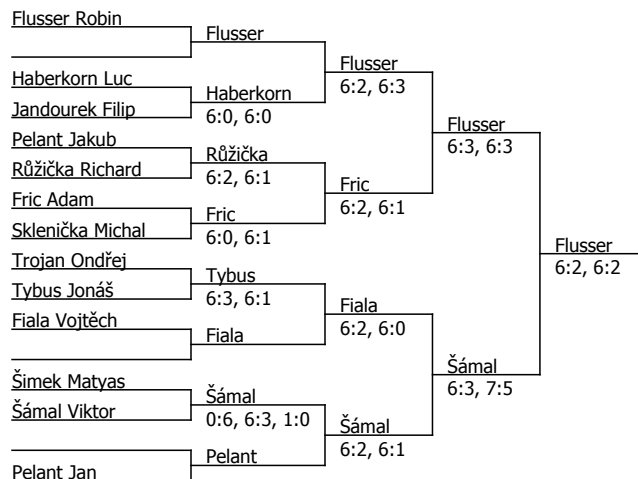 Flusser Robin
Flusser
Flusser
6:2, 6:3
Haberkorn Luc
Haberkorn
6:0, 6:0
Jandourek Filip
Flusser
6:3, 6:3
Pelant Jakub
Růžička
6:2, 6:1
Růžička Richard
Fric
6:2, 6:1
Fric Adam
Fric
6:0, 6:1
Sklenička Michal
Flusser
6:2, 6:2
Trojan Ondřej
Tybus
6:3, 6:1
Tybus Jonáš
Fiala
6:2, 6:0
Fiala Vojtěch
Fiala
Šámal
6:3, 7:5
Šimek Matyas
Šámal
0:6, 6:3, 1:0
Šámal Viktor
Šámal
6:2, 6:1
Pelant
Pelant Jan